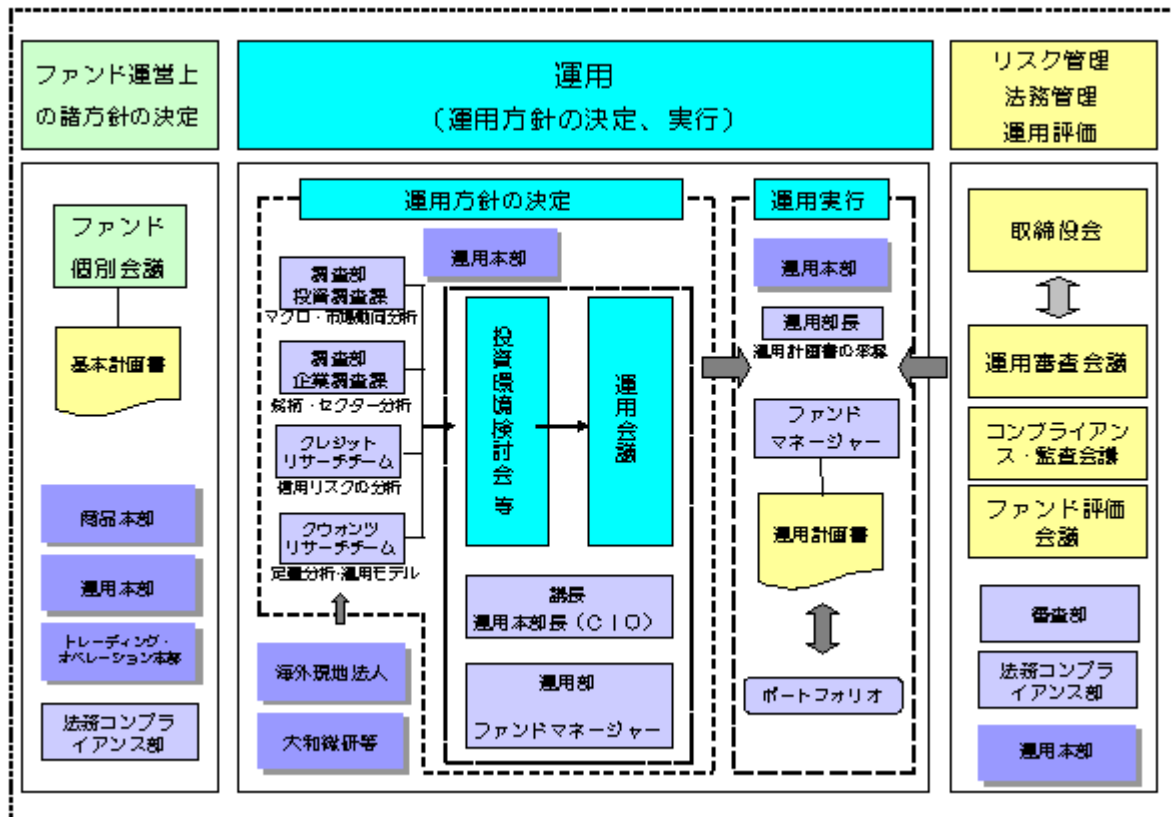 ファンド運営上
の諸方針の決定
運用
(運用方針の決定、実行)
リスク管理
法務管理
運用評価
ファンド
個別会議
基本計画書
商品本部
運用本部
トレーディング・
オペレーション本部
法務コンプラ
イアンス部
運用方針の決定
運用本部
調査部
投資調査課
マクロ・市場動向分析
調査部
企業調査課
銘柄・セクター分析
クレジット
リサーチチーム
信用リスクの分析
クウォンツ
リサーチチーム
定量分析・運用モデル
海外現地法人
大和総研等
投資環境検討会等
運用会議
議長
運用本部長(CIO)
運用部
ファンドマネージャー
運用実行
運用本部
運用部長
運用計画書の承認
ファンド
マネージャー
運用計画書
ポートフォリオ
取締役会
運用審査会議
コンプライアン
ス・監査会議
ファンド評価
会議
審査部
法務コンプラ
イアンス部
運用本部